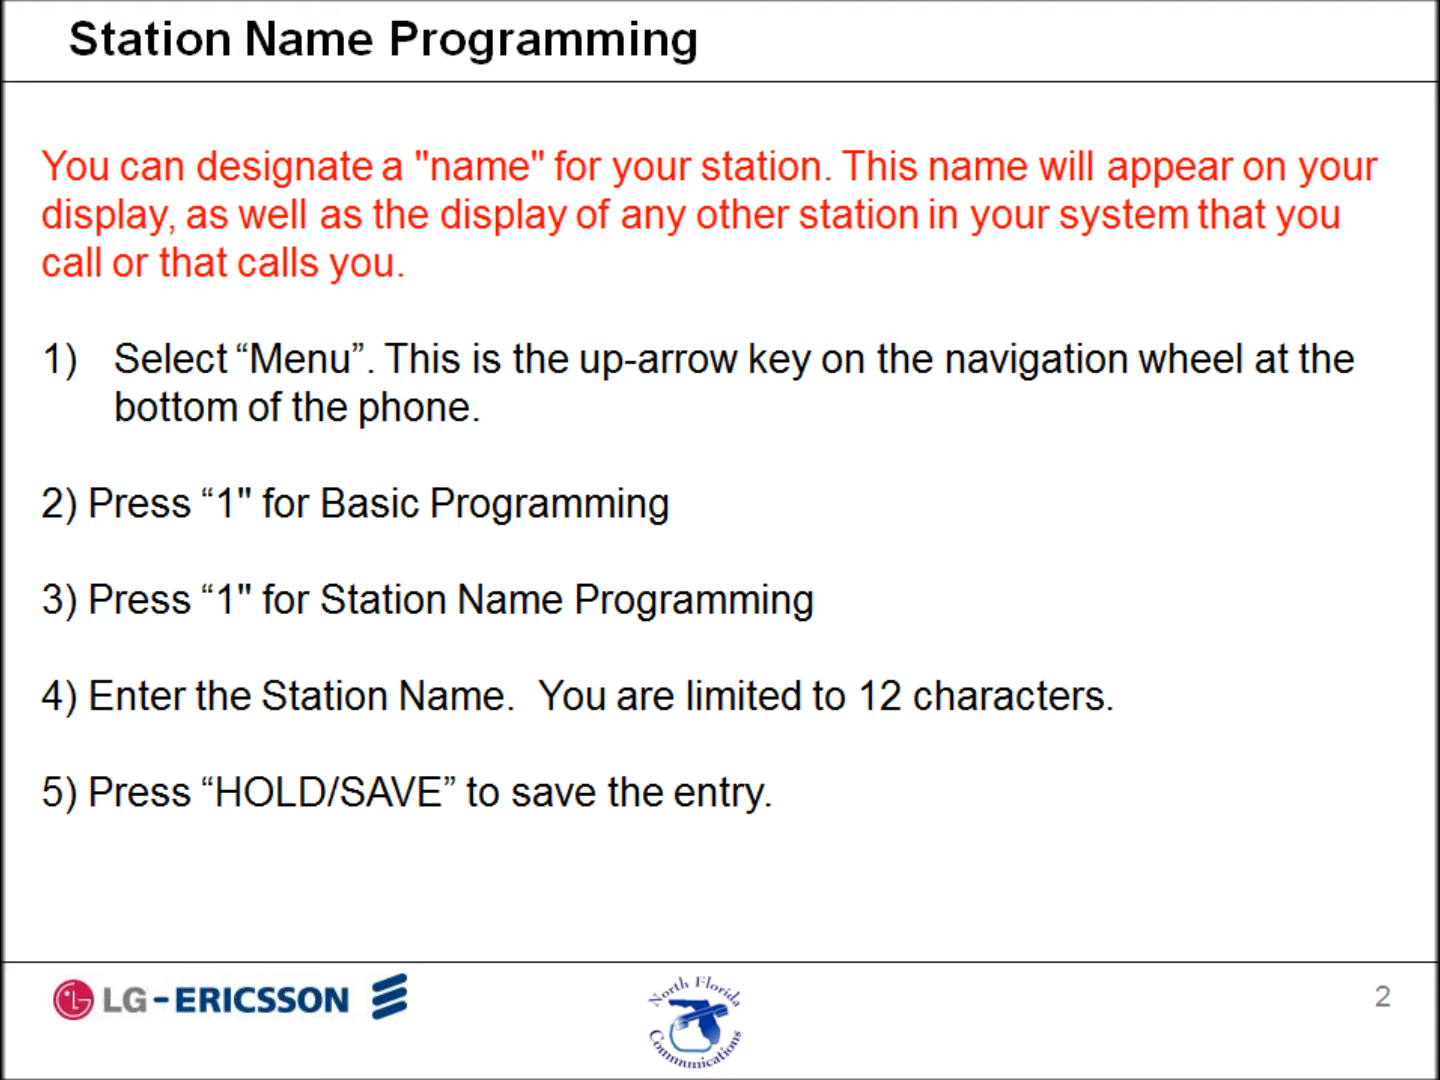 Station Name Programming
You can designate a "name" for your station. This name will appear on your
display, as well as the display of any other station in your system that you
call or that calls you.
1) Select “Menu”. This is the up-arrow key on the navigation wheel at the
bottom of the phone.
2) Press “1" for Basic Programming
3) Press “1" for Station Name Programming
4) Enter the Station Name.  You are limited to 12 characters.
5) Press “HOLD/SAVE” to save the entry.
LG-ERICSSON
North Florida
Communications
2